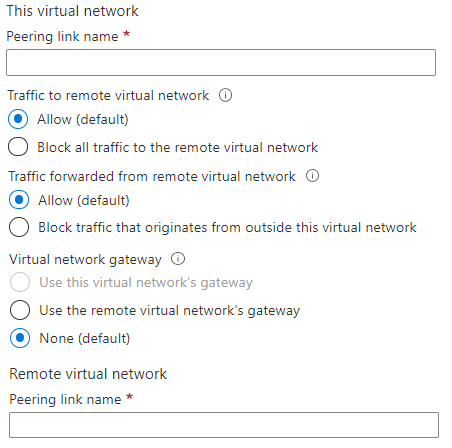 This virtual network
Peering link name *
Traffic to remote virtual network
Allow (default)
Block all traffic to the remote virtual network
Traffic forwarded from remote virtual network
Allow (default)
Block traffic that originates from outside this virtual network
Virtual network gateway
Use this virtual network's gateway
Use the remote virtual network's gateway
None (default)
Remote virtual network
Peering link name *